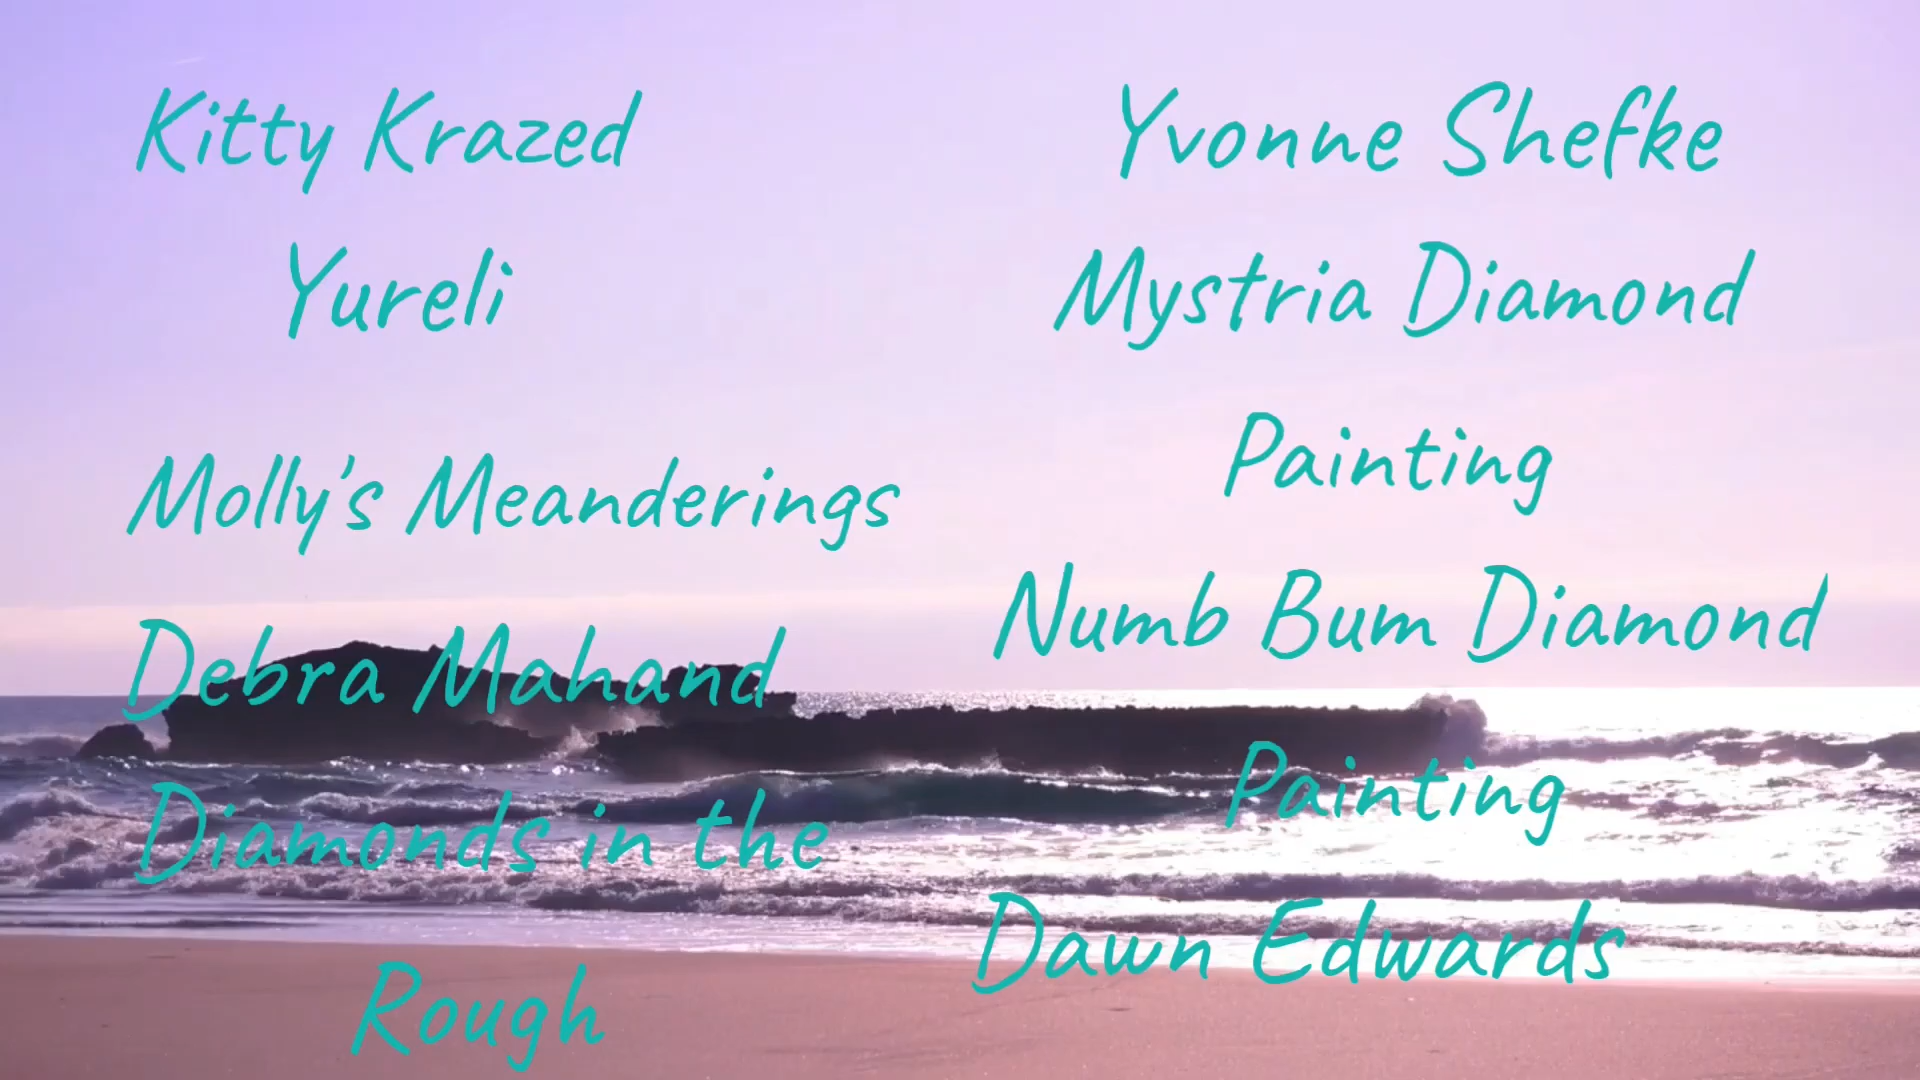 Kitty Krazed
Yureli
Molly's Meanderings
Debra Mahand
Diamonds in the
Rough
Yvonne Shefke
Mystria Diamond
Painting
Numb Bum Diamond
Painting
Dawn Edwards